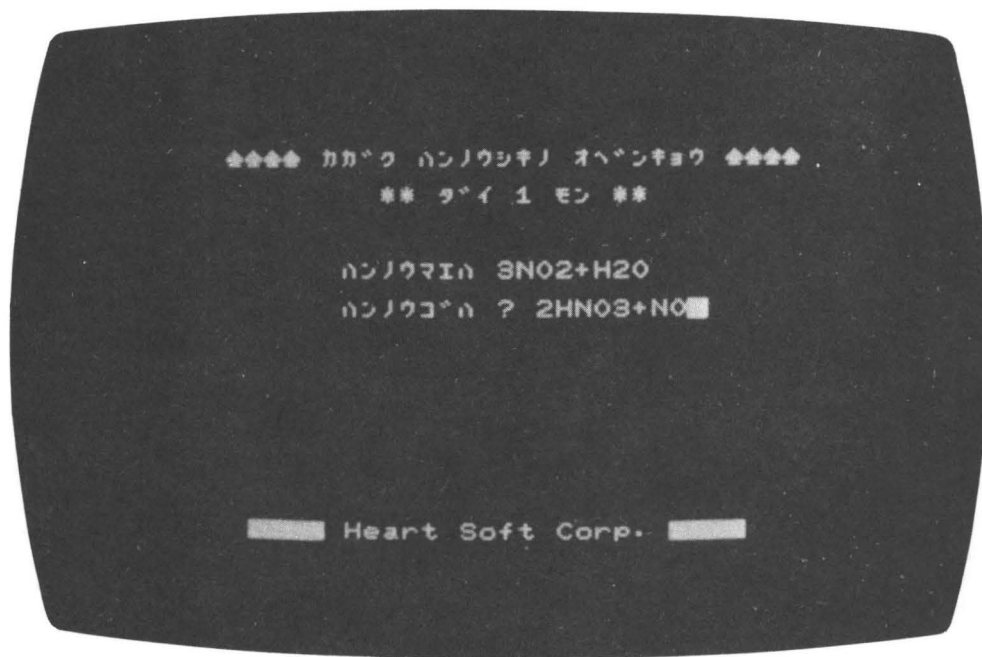 ♠♠♠♠ カガク ハンノウシキノ オベンキョウ ♠♠♠♠
** ダイ 1 モン **
ハンノウマエハ 3NO2+H2O
ハンノウゴハ ? 2HNO3+NO
Heart Soft Corp.